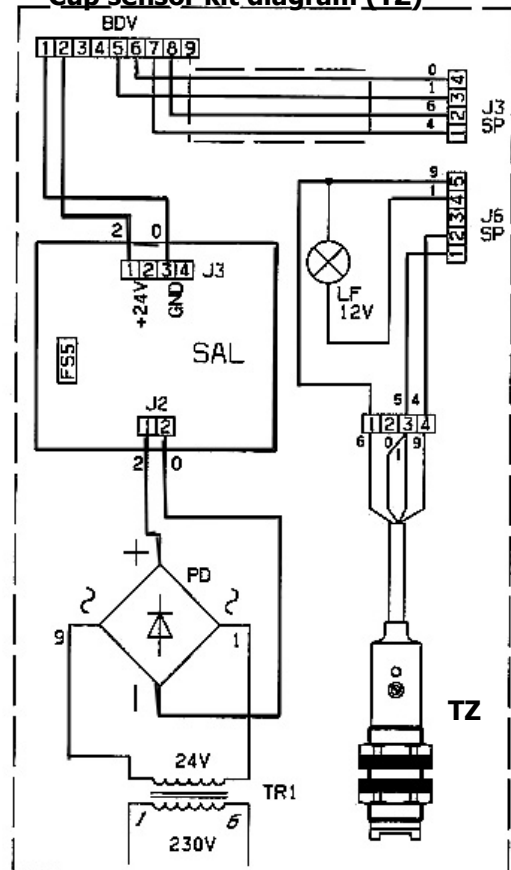 Cup sensor kit diagram (TZ)
BDV
1 2 3 4 5 6 7 8 9
0 4
1 3
6 2
4 1
J3
SP
9 5
1 4
3
2
1
J6
SP
2 0
1 2 3 4 J3
+24V
GND
LF
12V
FS5
SAL
J2
1 2
2 0
5 4
1 2 3 4
6 0 1 9
+
PD
9 1
24V
TR1
1 6
230V
TZ